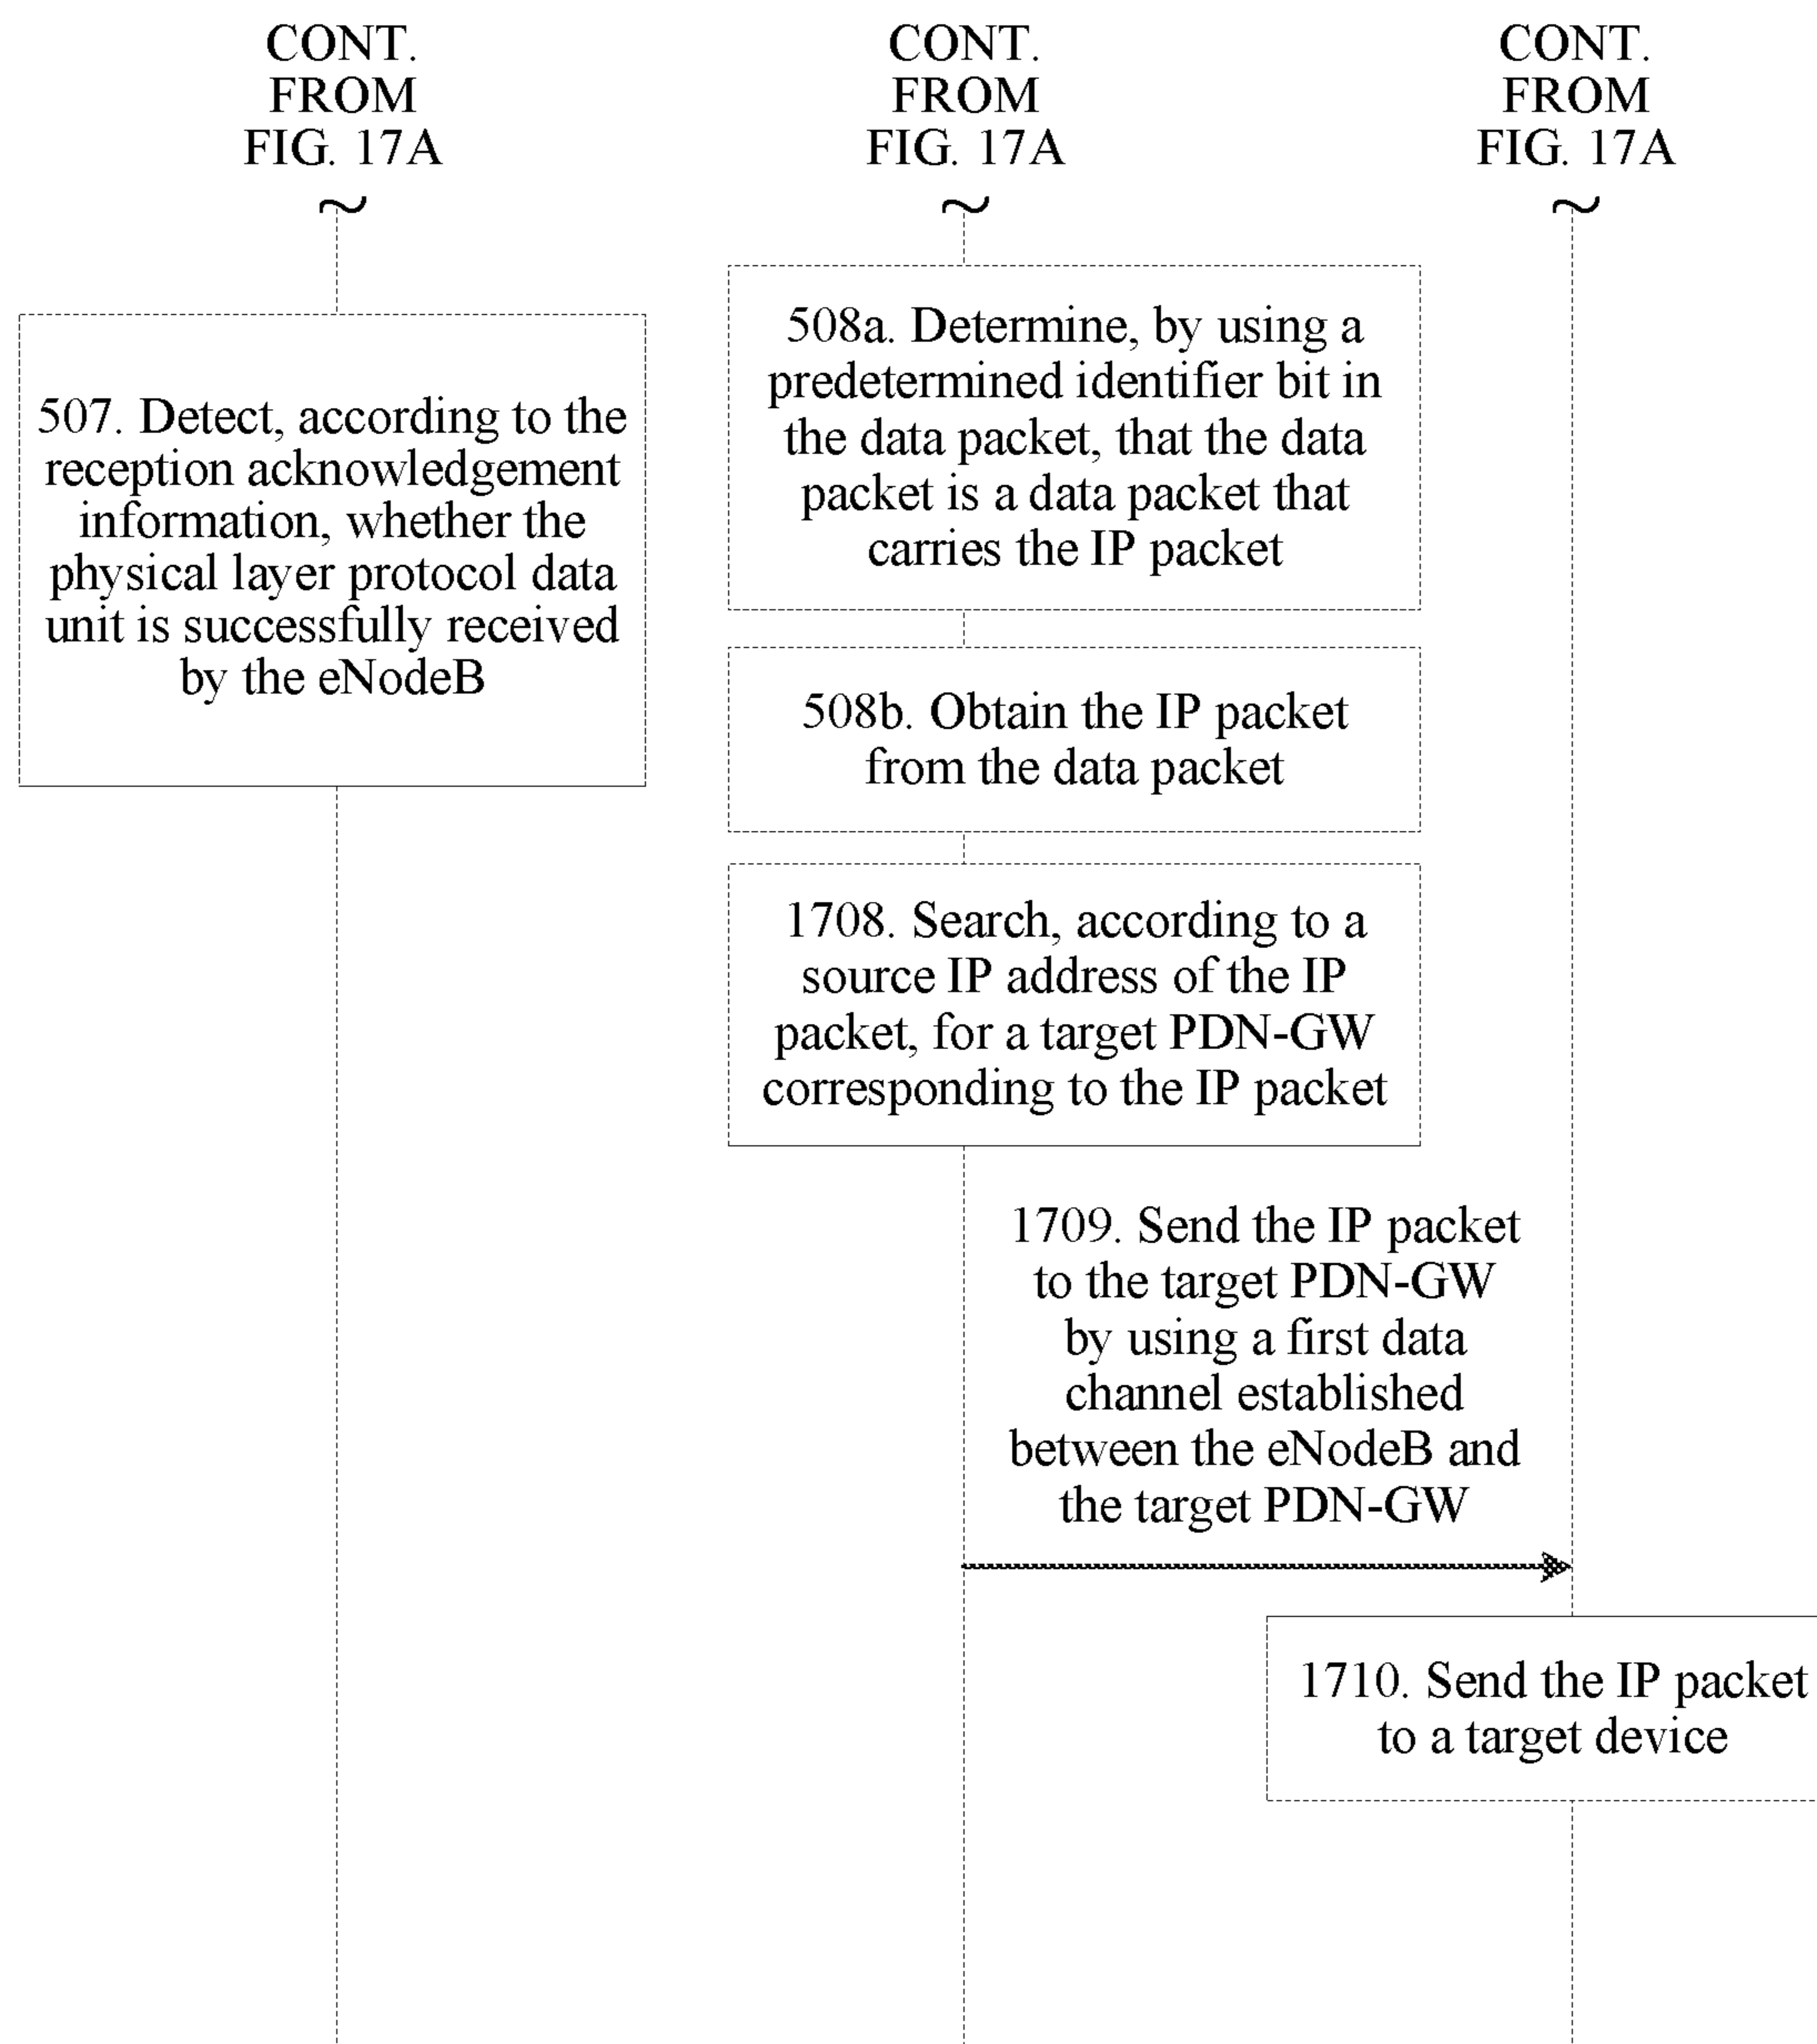 CONT.
FROM
FIG. 17A
CONT.
FROM
FIG. 17A
CONT.
FROM
FIG. 17A
507. Detect, according to the
reception acknowledgement
information, whether the
physical layer protocol data
unit is successfully received
by the eNodeB
508a. Determine, by using a
predetermined identifier bit in
the data packet, that the data
packet is a data packet that
carries the IP packet
508b. Obtain the IP packet
from the data packet
1708. Search, according to a
source IP address of the IP
packet, for a target PDN-GW
corresponding to the IP packet
1709. Send the IP packet
to the target PDN-GW
by using a first data
channel established
between the eNodeB and
the target PDN-GW
1710. Send the IP packet
to a target device